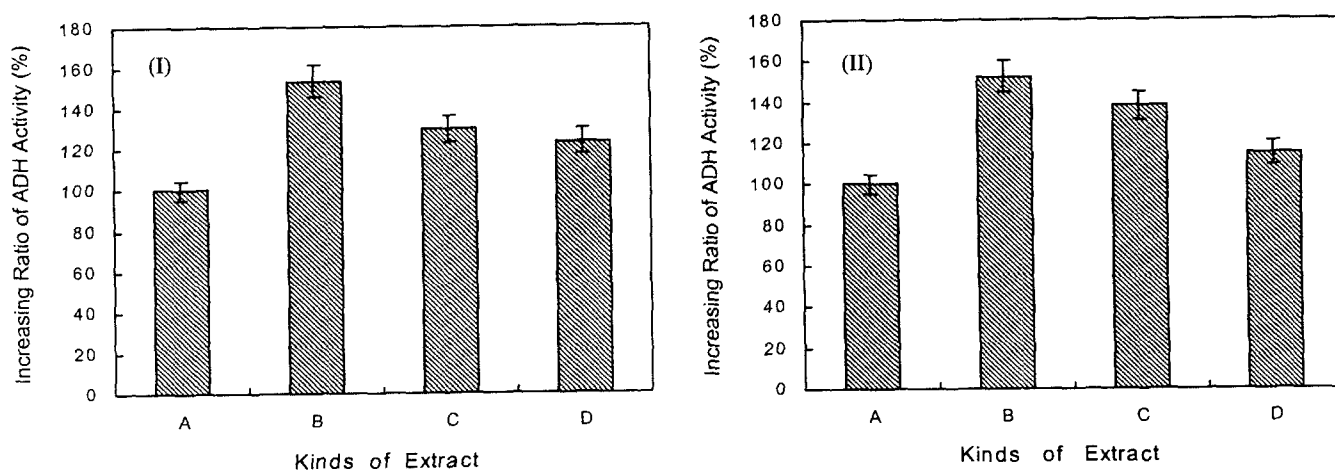 Increasing Ratio of ADH Activity (%)
180
160
140
120
100
80
60
40
20
0
(I)
A B C D
Kinds of Extract
Increasing Ratio of ADH Activity (%)
180
160
140
120
100
80
60
40
20
0
(II)
A B C D
Kinds of Extract